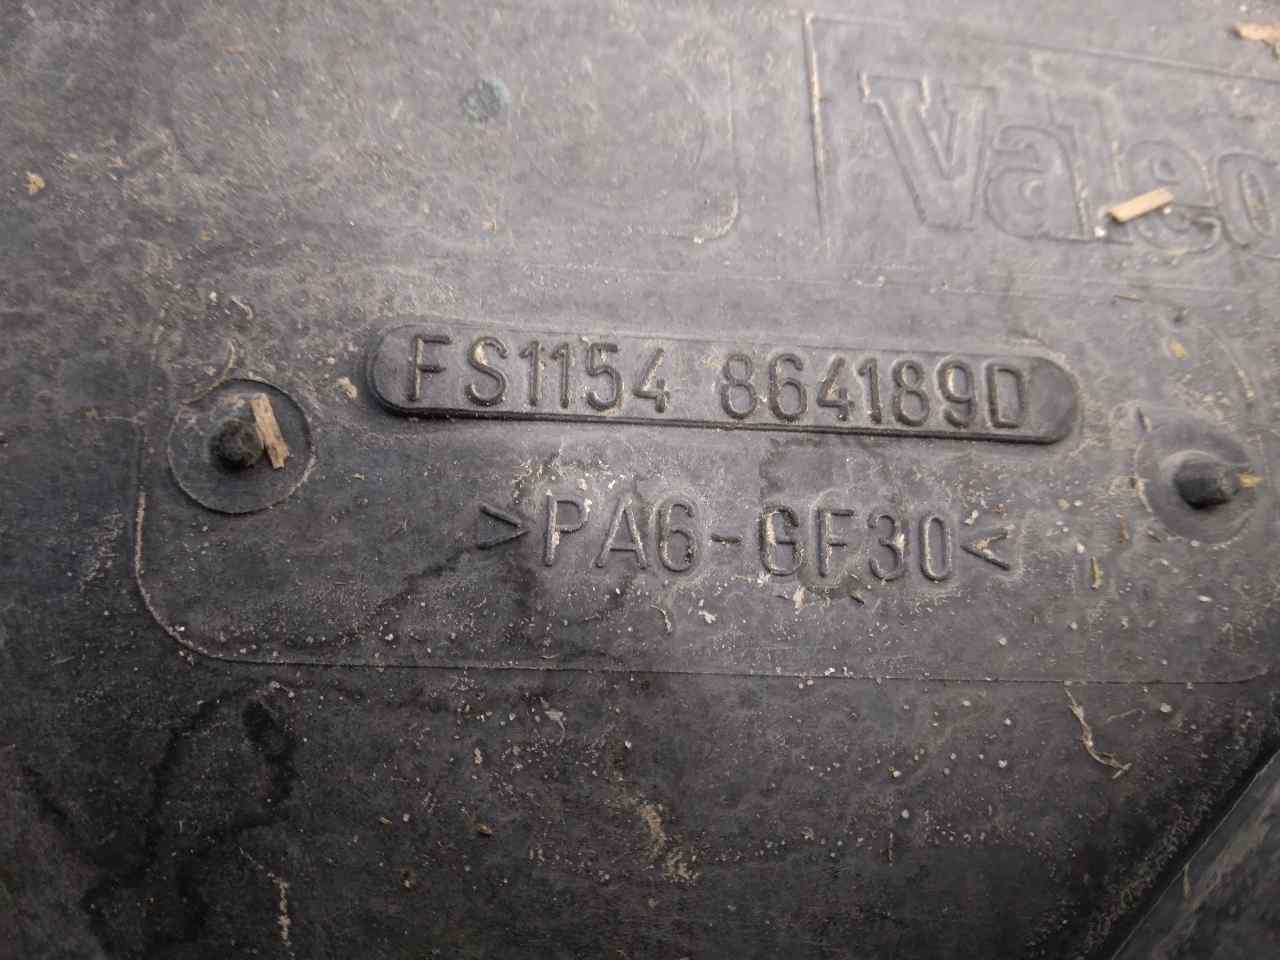 Valeo
FS1154 864189D
>PA6-GF30<